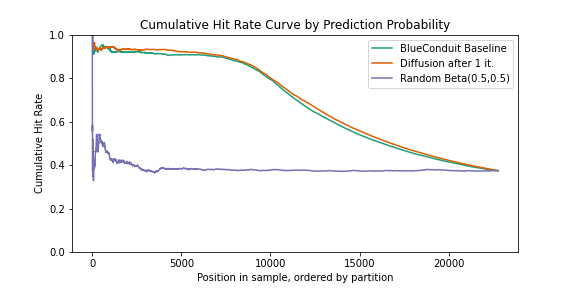 Cumulative Hit Rate Curve by Prediction Probability
Cumulative Hit Rate
1.0
0.8
0.6
0.4
0.2
0.0
BlueConduit Baseline
Diffusion after 1 it.
Random Beta(0.5,0.5)
0 5000 10000 15000 20000
Position in sample, ordered by partition